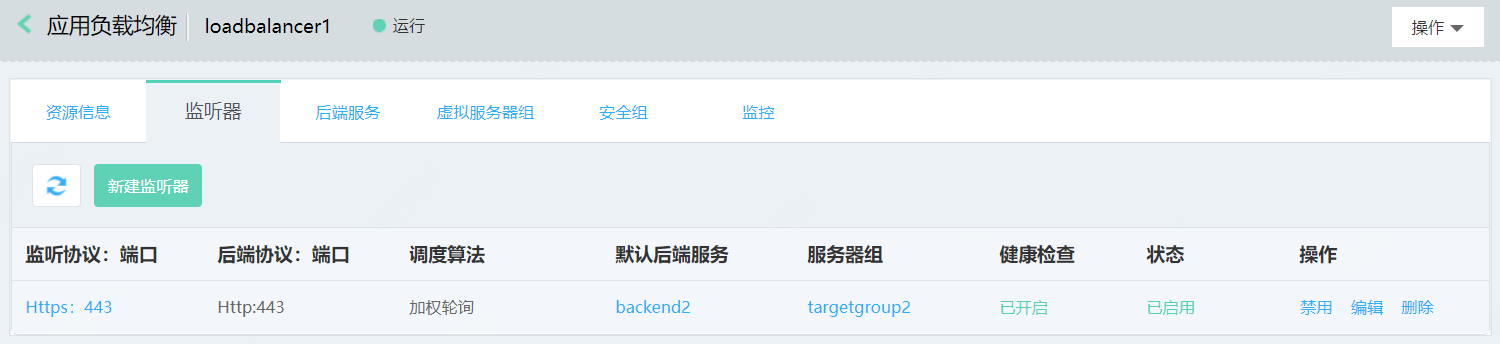 应用负载均衡 loadbalancer1 运行 操作
资源信息 监听器 后端服务 虚拟服务器组 安全组 监控
新建监听器
监听协议：端口 后端协议：端口 调度算法 默认后端服务 服务器组 健康检查 状态 操作
Https：443 Http:443 加权轮询 backend2 targetgroup2 已开启 已启用 禁用 编辑 删除